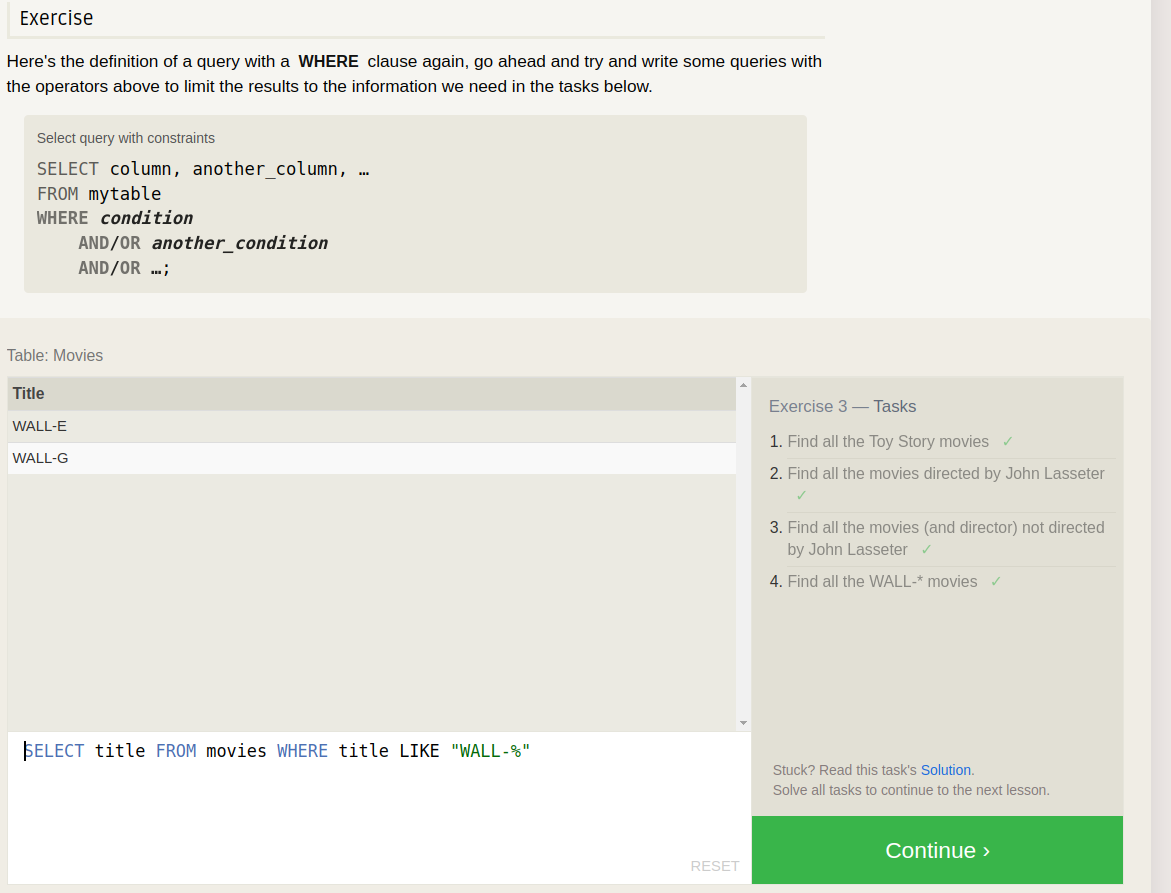 Exercise
Here's the definition of a query with a WHERE clause again, go ahead and try and write some queries with
the operators above to limit the results to the information we need in the tasks below.
Select query with constraints
SELECT column, another_column, …
FROM mytable
WHERE condition
AND/OR another_condition
AND/OR …;
Table: Movies
Title
WALL-E
WALL-G
SELECT title FROM movies WHERE title LIKE "WALL-%"
RESET
Exercise 3 — Tasks
1. Find all the Toy Story movies ✓
2. Find all the movies directed by John Lasseter
✓
3. Find all the movies (and director) not directed
by John Lasseter ✓
4. Find all the WALL-* movies ✓
Stuck? Read this task's Solution.
Solve all tasks to continue to the next lesson.
Continue ›